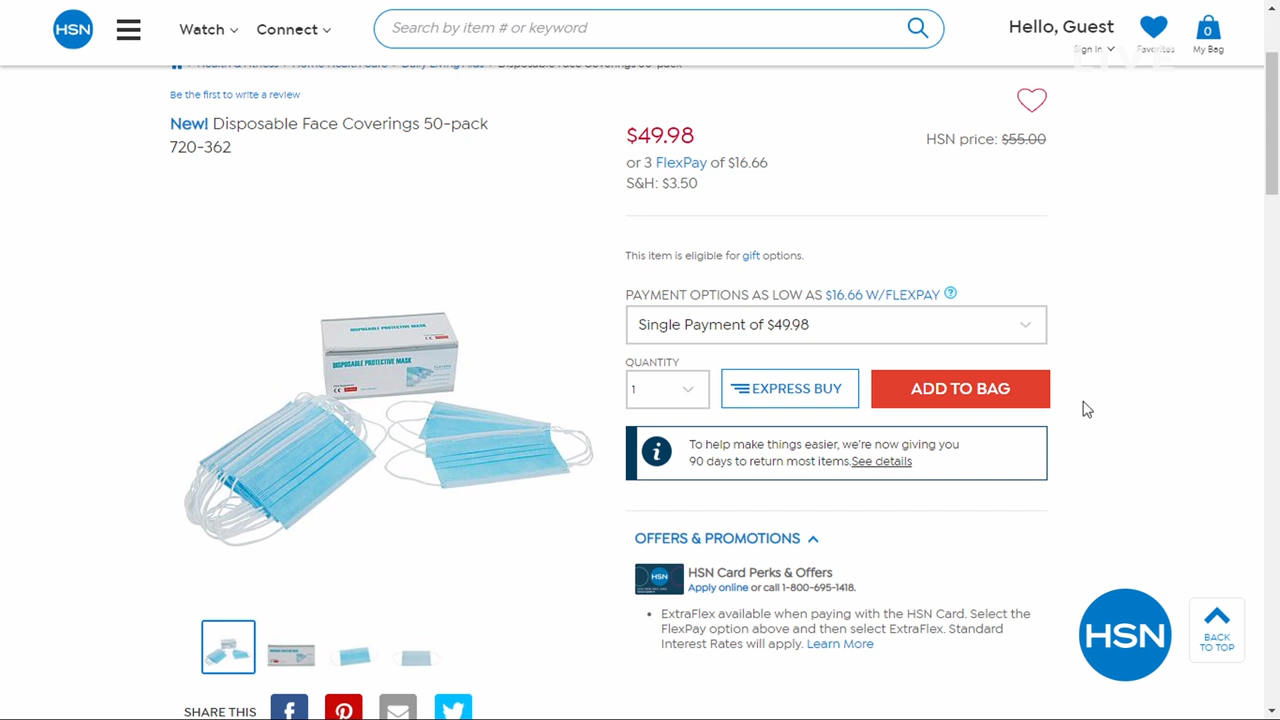 HSN
Watch
Connect
Search by item # or keyword
Hello, Guest
Sign In
Favorites
0
My Bag
LIVE
Health & Fitness > Home Health Care > Daily Living Aids > Disposable Face Coverings 50-pack
Be the first to write a review
New! Disposable Face Coverings 50-pack
720-362
$49.98
HSN price: $55.00
or 3 FlexPay of $16.66
S&H: $3.50
This item is eligible for gift options.
PAYMENT OPTIONS AS LOW AS $16.66 W/FLEXPAY ?
Single Payment of $49.98
QUANTITY
1
EXPRESS BUY
ADD TO BAG
i
To help make things easier, we're now giving you
90 days to return most items.See details
DISPOSABLE PROTECTIVE MASK
DISPOSABLE PROTECTIVE MASK
OFFERS & PROMOTIONS
HSN
HSN Card Perks & Offers
Apply online or call 1-800-695-1418.
• ExtraFlex available when paying with the HSN Card. Select the
FlexPay option above and then select ExtraFlex. Standard
Interest Rates will apply. Learn More
HSN
BACK
TO TOP
SHARE THIS